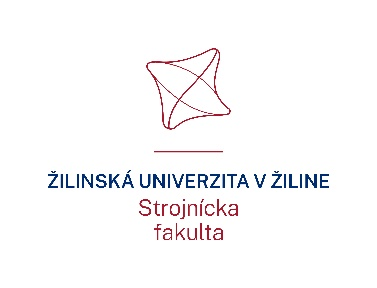 ŽILINSKÁ UNIVERZITA V ŽILINE
Strojnícka
fakulta